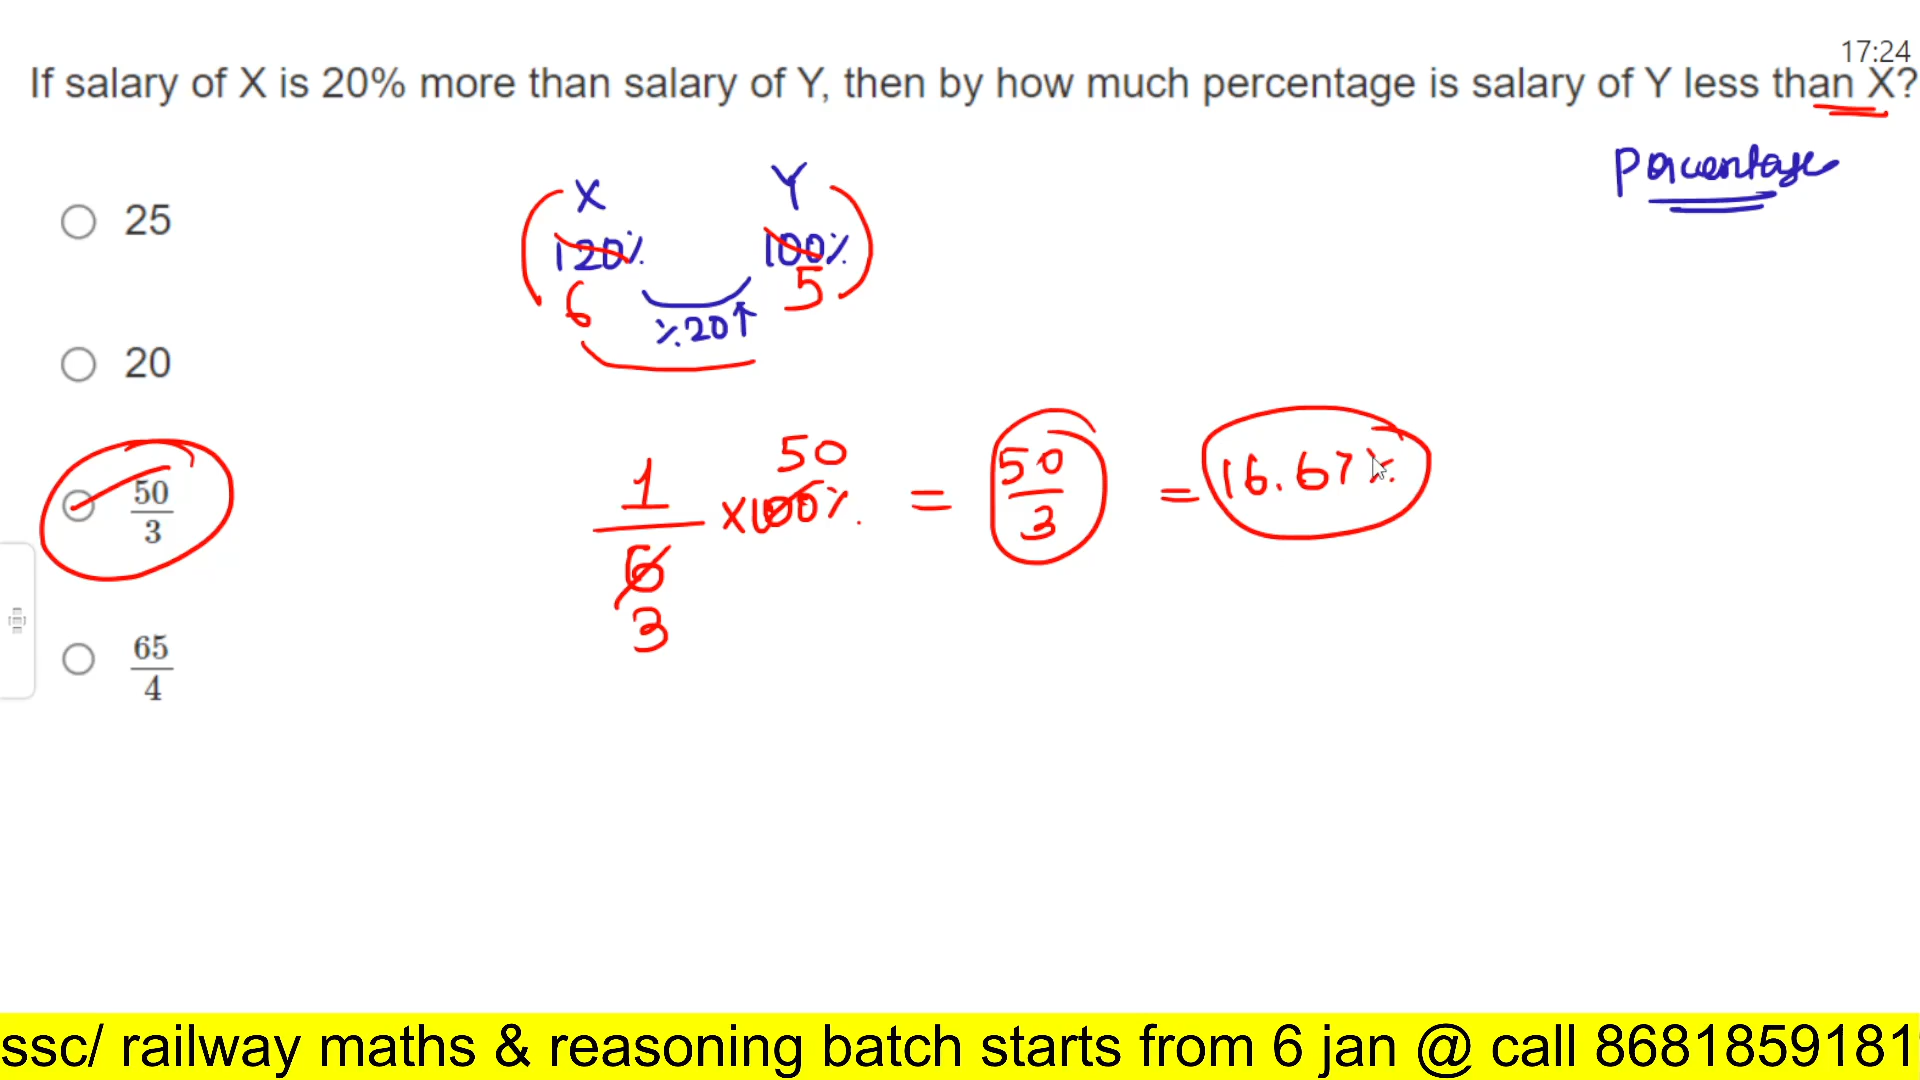 17:24
If salary of X is 20% more than salary of Y, then by how much percentage is salary of Y less than X?
Percentage
X Y
120% 100%
6 5
%20↑
25
20
50/3
1/6 x100% = 50/3 = 16.67%
50
3
65/4
ssc/ railway maths & reasoning batch starts from 6 jan @ call 868185918